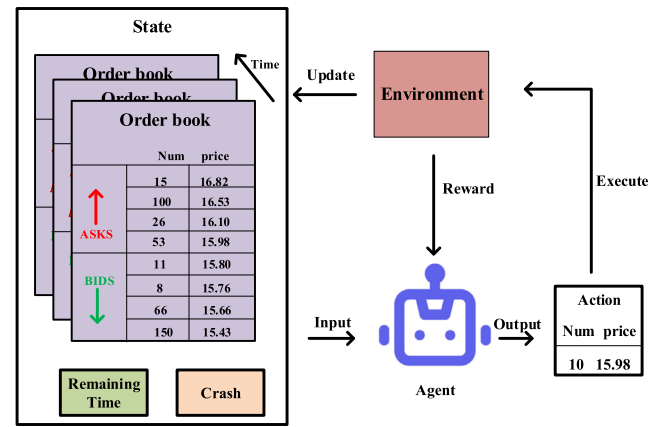 State
Time
Order book
Order book
Order book
Num price
15 16.82
100 16.53
26 16.10
53 15.98
ASKS
11 15.80
8 15.76
66 15.66
150 15.43
BIDS
Remaining
Time
Crash
Update
Environment
Reward
Execute
Input
Agent
Output
Action
Num price
10 15.98